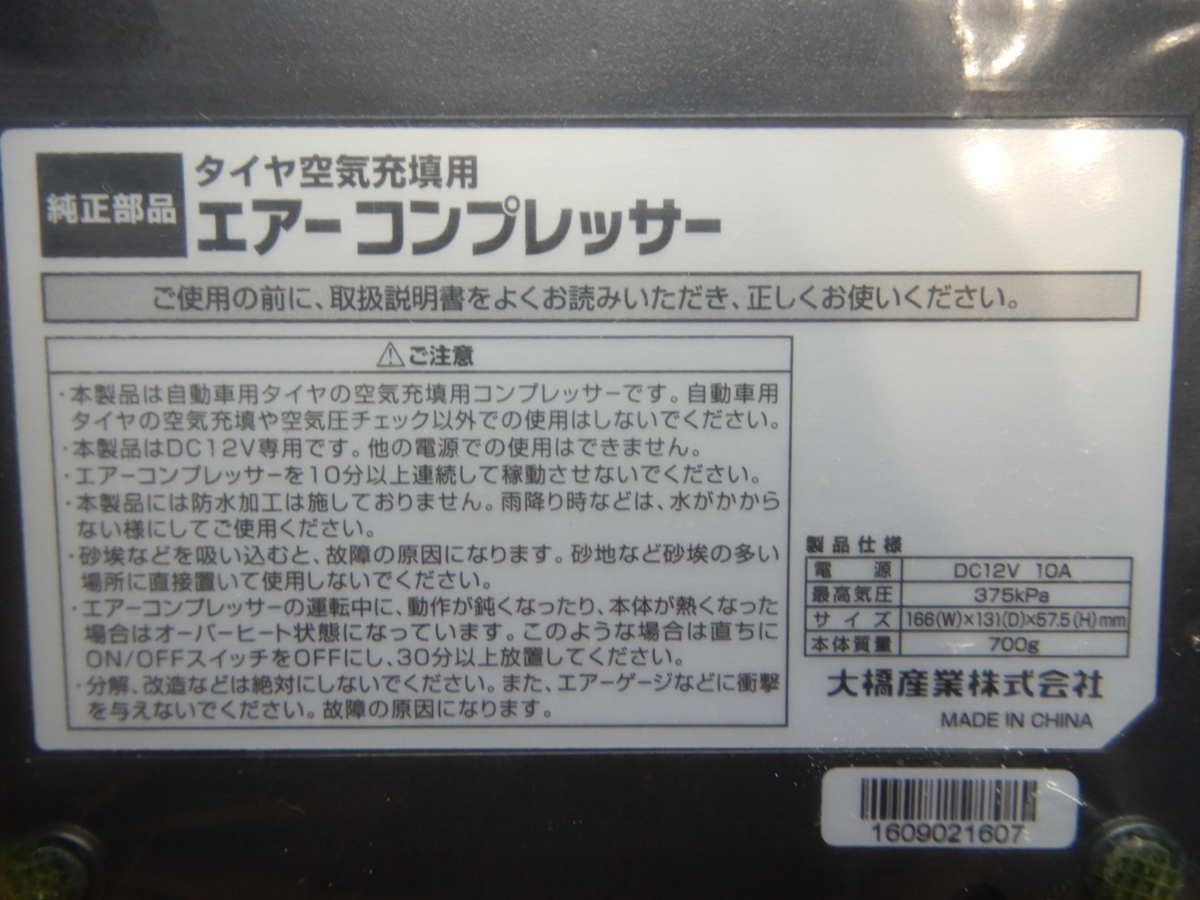 純正部品
タイヤ空気充填用
エアーコンプレッサー
ご使用の前に、取扱説明書をよくお読みいただき、正しくお使いください。
⚠ご注意
・本製品は自動車用タイヤの空気充填用コンプレッサーです。自動車用
タイヤの空気充填や空気圧チェック以外での使用はしないでください。
・本製品はDC12V専用です。他の電源での使用はできません。
・エアーコンプレッサーを10分以上連続して稼動させないでください。
・本製品には防水加工は施しておりません。雨降り時などは、水がかから
ない様にしてご使用ください。
・砂埃などを吸い込むと、故障の原因になります。砂地など砂埃の多い
場所に直接置いて使用しないでください。
・エアーコンプレッサーの運転中に、動作が鈍くなったり、本体が熱くなった
場合はオーバーヒート状態になっています。このような場合は直ちに
ON/OFFスイッチをOFFにし、30分以上放置してください。
・分解、改造などは絶対にしないでください。また、エアーゲージなどに衝撃
を与えないでください。故障の原因になります。
製品仕様
電源 DC12V 10A
最高気圧 375kPa
サイズ 166(W)×131(D)×57.5(H)mm
本体質量 700g
大橋産業株式会社
MADE IN CHINA
1609021607